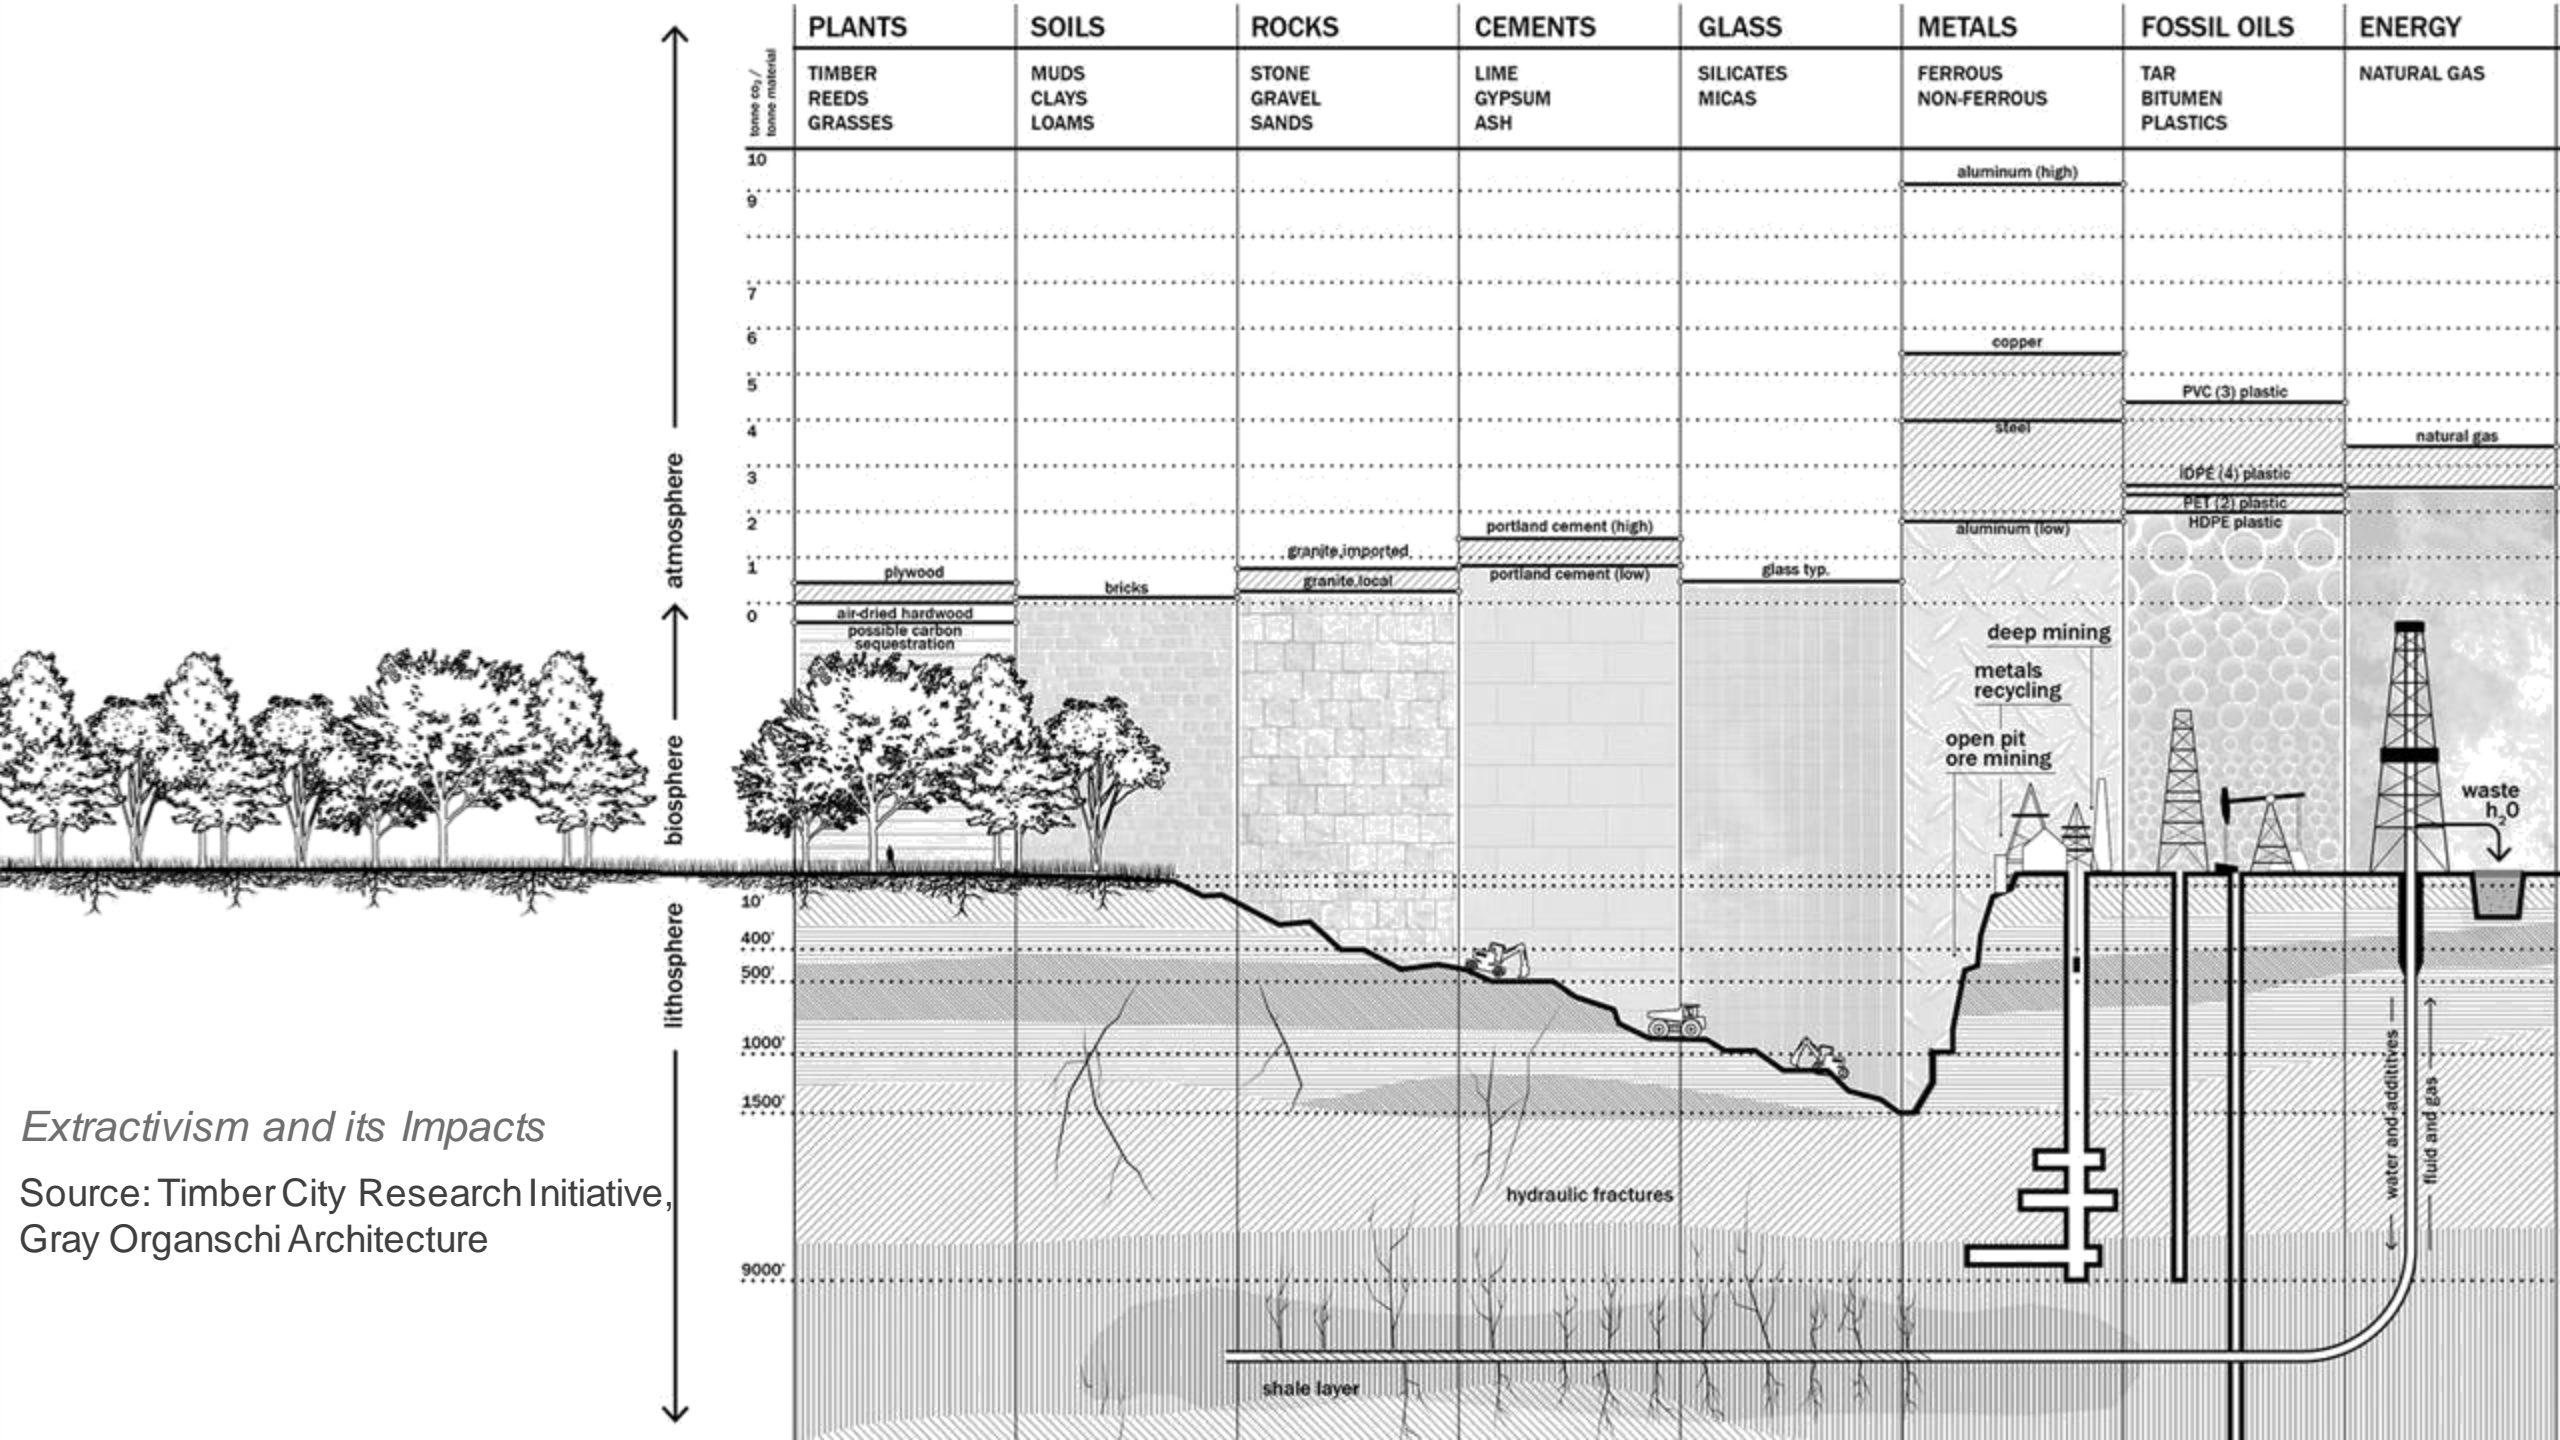 PLANTS
SOILS
ROCKS
CEMENTS
GLASS
METALS
FOSSIL OILS
ENERGY
tonne co₂ /
tonne material
TIMBER
REEDS
GRASSES
MUDS
CLAYS
LOAMS
STONE
GRAVEL
SANDS
LIME
GYPSUM
ASH
SILICATES
MICAS
FERROUS
NON-FERROUS
TAR
BITUMEN
PLASTICS
NATURAL GAS
10
9
7
6
5
4
3
2
1
0
plywood
air-dried hardwood
possible carbon
sequestration
bricks
granite,imported
granite,local
portland cement (high)
portland cement (low)
glass typ.
aluminum (high)
copper
steel
aluminum (low)
PVC (3) plastic
lDPE (4) plastic
PET (2) plastic
HDPE plastic
natural gas
atmosphere
biosphere
lithosphere
deep mining
metals
recycling
open pit
ore mining
waste
h₂0
10'
400'
500'
1000'
1500'
9000'
water and additives
fluid and gas
hydraulic fractures
shale layer
Extractivism and its Impacts
Source: Timber City Research Initiative,
Gray Organschi Architecture